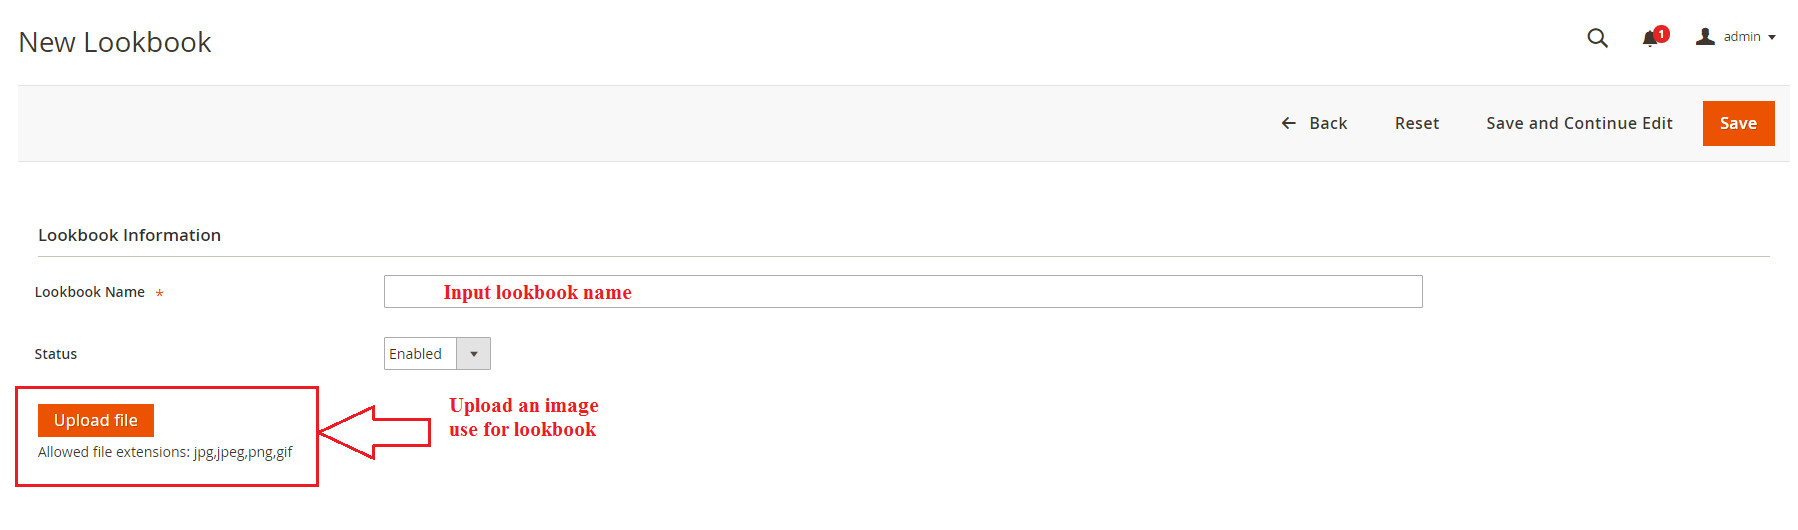 New Lookbook
1
admin
Back
Reset
Save and Continue Edit
Save
Lookbook Information
Lookbook Name *
Input lookbook name
Status
Enabled
Upload file
Allowed file extensions: jpg,jpeg,png,gif
Upload an image
use for lookbook